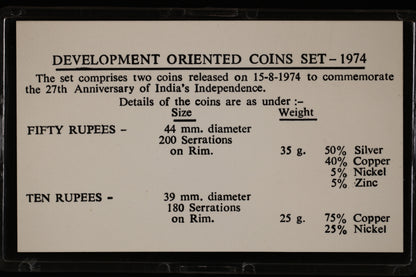 DEVELOPMENT ORIENTED COINS SET – 1974
The set comprises two coins released on 15-8-1974 to commemorate
the 27th Anniversary of India's Independence.
Details of the coins are as under :–
Size Weight
FIFTY RUPEES – 44 mm. diameter
200 Serrations
on Rim. 35 g. 50% Silver
40% Copper
5% Nickel
5% Zinc
TEN RUPEES – 39 mm. diameter
180 Serrations
on Rim. 25 g. 75% Copper
25% Nickel